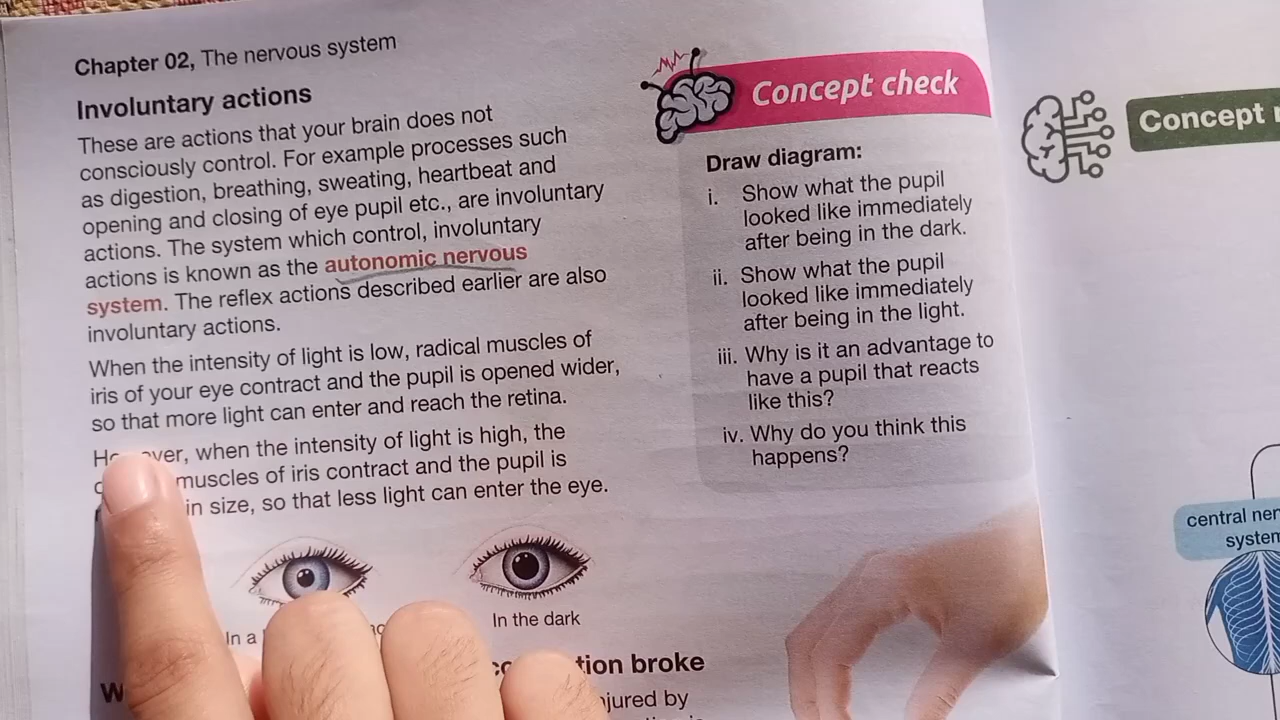 Chapter 02, The nervous system
Involuntary actions
These are actions that your brain does not
consciously control. For example processes such
as digestion, breathing, sweating, heartbeat and
opening and closing of eye pupil etc., are involuntary
actions. The system which control, involuntary
actions is known as the autonomic nervous
system. The reflex actions described earlier are also
involuntary actions.
When the intensity of light is low, radical muscles of
iris of your eye contract and the pupil is opened wider,
so that more light can enter and reach the retina.
However, when the intensity of light is high, the
muscles of iris contract and the pupil is
in size, so that less light can enter the eye.
In a
In the dark
tion broke
injured by
Concept check
Draw diagram:
i. Show what the pupil
looked like immediately
after being in the dark.
ii. Show what the pupil
looked like immediately
after being in the light.
iii. Why is it an advantage to
have a pupil that reacts
like this?
iv. Why do you think this
happens?
Concept
central
system